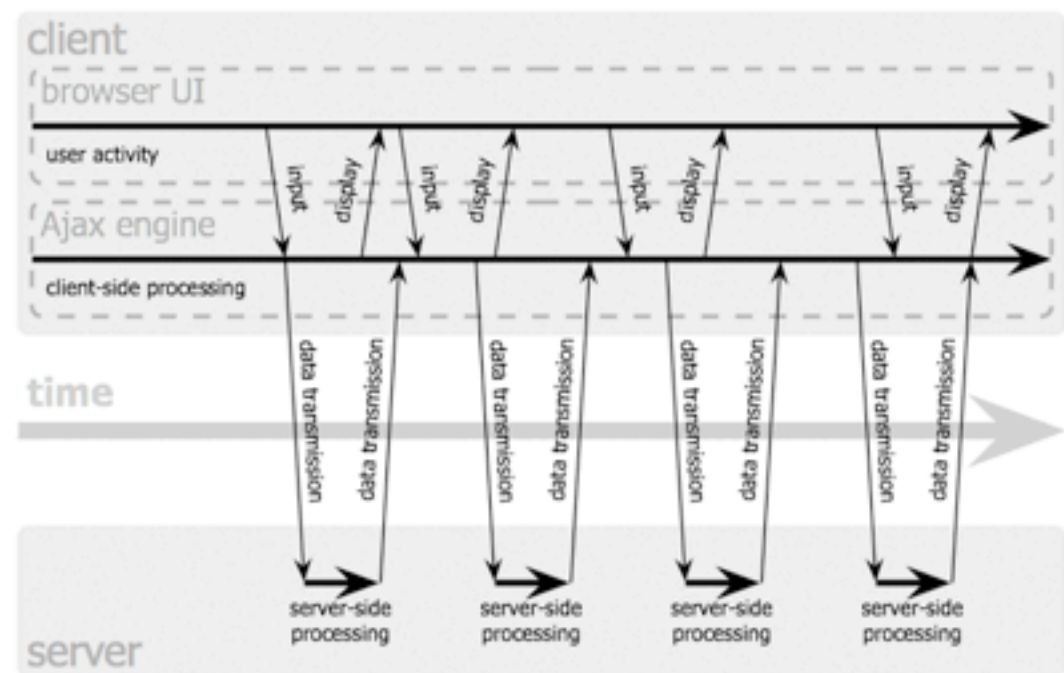 client
browser UI
user activity
input
display
input
display
input
display
input
display
Ajax engine
client-side processing
data transmission
data transmission
data transmission
data transmission
data transmission
data transmission
data transmission
data transmission
time
server-side
processing
server-side
processing
server-side
processing
server-side
processing
server